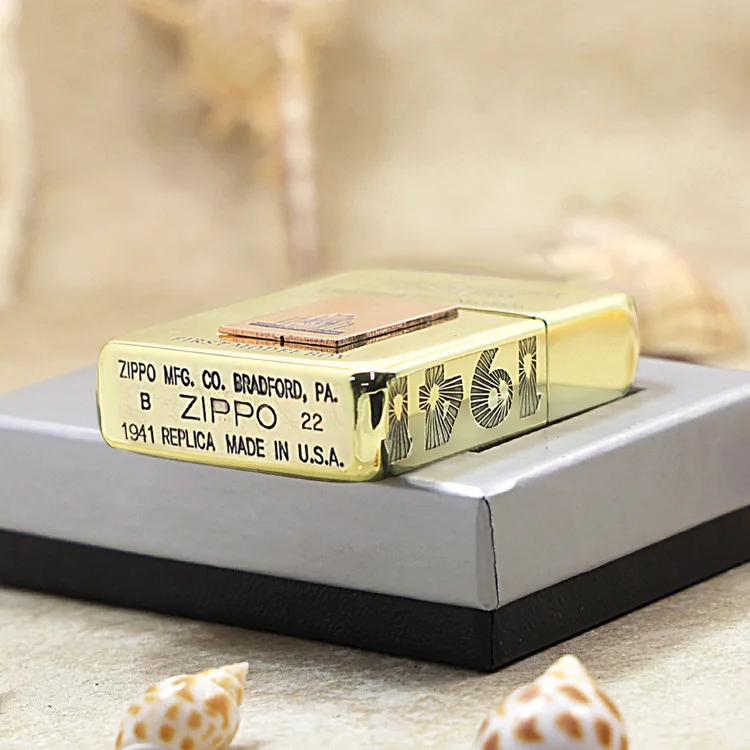 ZIPPO MFG. CO. BRADFORD, PA.
B ZIPPO 22
1941 REPLICA MADE IN U.S.A.
1941